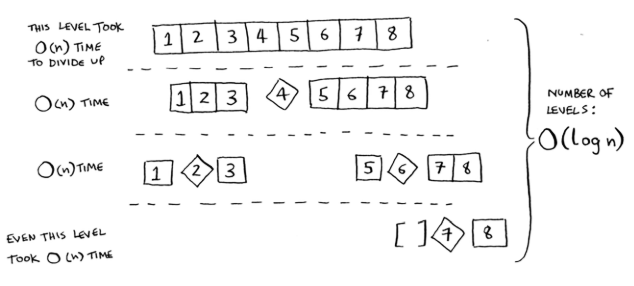 THIS LEVEL TOOK
O(n) TIME
TO DIVIDE UP
1 2 3 4 5 6 7 8
O(n) TIME
1 2 3 4 5 6 7 8
O(n) TIME
1 2 3 5 6 7 8
EVEN THIS LEVEL
TOOK O(n) TIME
[ ] 7 8
NUMBER OF
LEVELS:
O(log n)